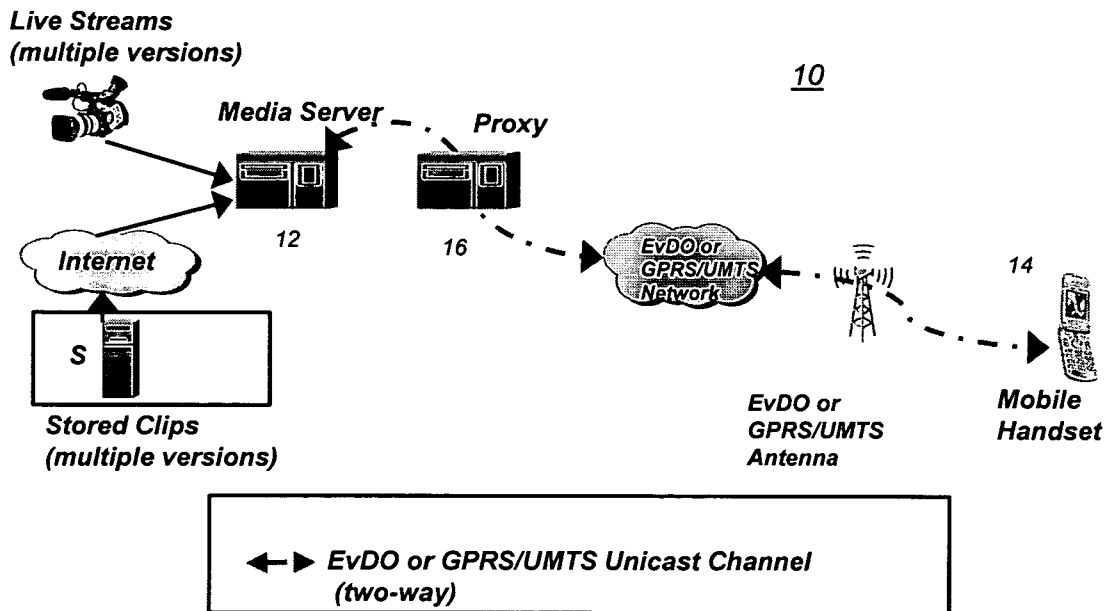 Live Streams
(multiple versions)
10
Media Server
Proxy
12
16
Internet
EvDO or
GPRS/UMTS
Network
14
S
Stored Clips
(multiple versions)
EvDO or
GPRS/UMTS
Antenna
Mobile
Handset
EvDO or GPRS/UMTS Unicast Channel
(two-way)